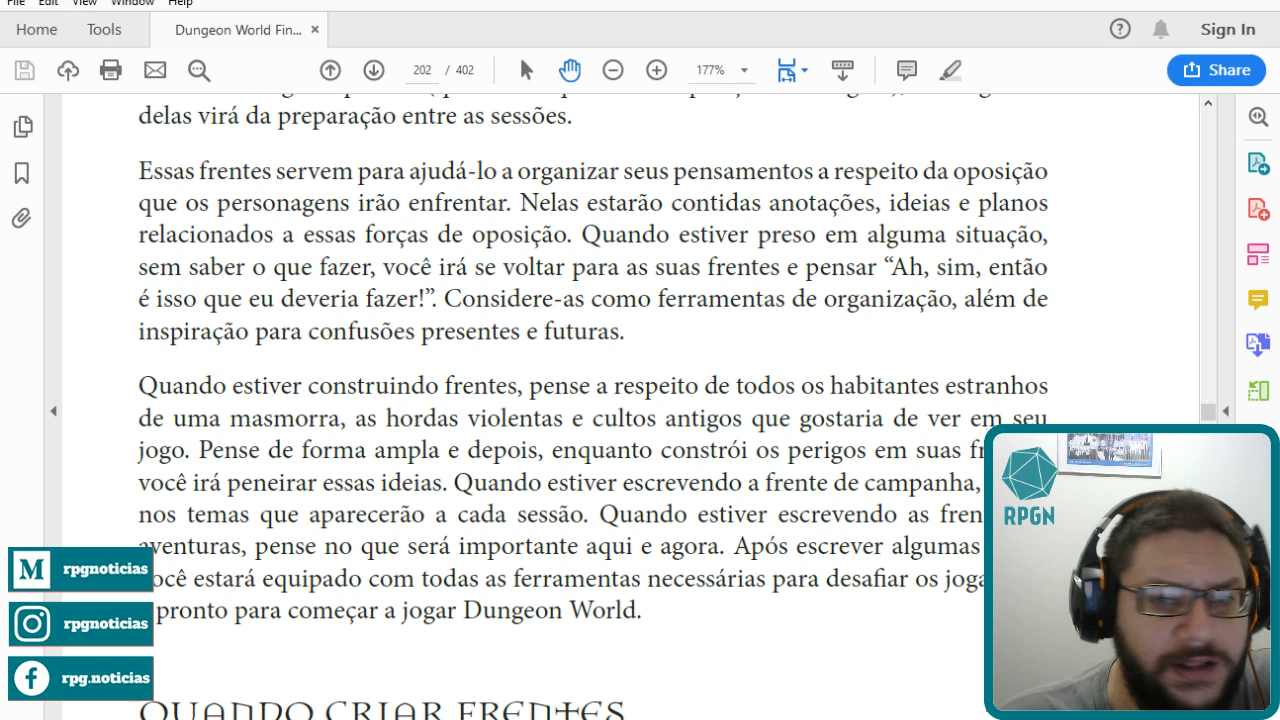 File Edit View Window Help
Home Tools Dungeon World Fin... × Sign In
202 / 402 177% Share
delas virá da preparação entre as sessões.
Essas frentes servem para ajudá-lo a organizar seus pensamentos a respeito da oposição
que os personagens irão enfrentar. Nelas estarão contidas anotações, ideias e planos
relacionados a essas forças de oposição. Quando estiver preso em alguma situação,
sem saber o que fazer, você irá se voltar para as suas frentes e pensar “Ah, sim, então
é isso que eu deveria fazer!”. Considere-as como ferramentas de organização, além de
inspiração para confusões presentes e futuras.
Quando estiver construindo frentes, pense a respeito de todos os habitantes estranhos
de uma masmorra, as hordas violentas e cultos antigos que gostaria de ver em seu
jogo. Pense de forma ampla e depois, enquanto constrói os perigos em suas
você irá peneirar essas ideias. Quando estiver escrevendo a frente de campanha,
nos temas que aparecerão a cada sessão. Quando estiver escrevendo as
aventuras, pense no que será importante aqui e agora. Após escrever algumas
você estará equipado com todas as ferramentas necessárias para desafiar os
pronto para começar a jogar Dungeon World.
QUANDO CRIAR FRENTES
M rpgnoticias
rpgnoticias
f rpg.noticias
RPGN